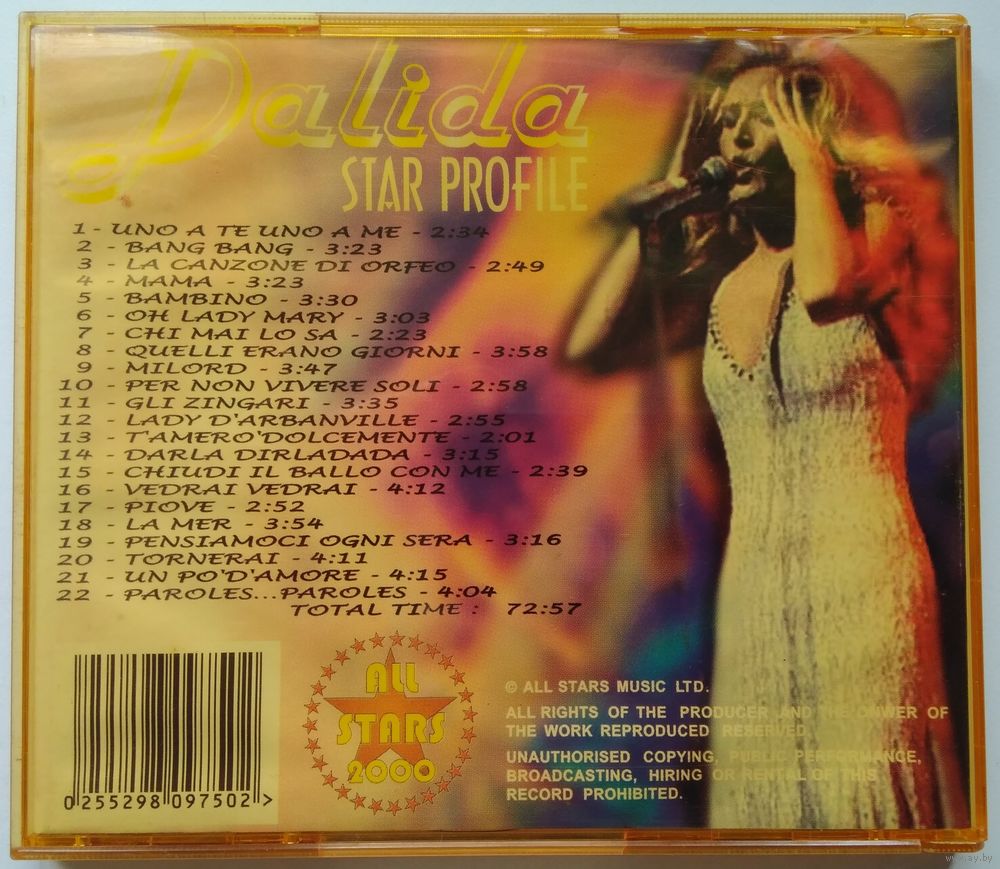 Dalida
STAR PROFILE
1 - UNO A TE UNO A ME - 2:34
2 - BANG BANG - 3:23
3 - LA CANZONE DI ORFEO - 2:49
4 - MAMA - 3:23
5 - BAMBINO - 3:30
6 - OH LADY MARY - 3:03
7 - CHI MAI LO SA - 2:23
8 - QUELLI ERANO GIORNI - 3:58
9 - MILORD - 3:47
10 - PER NON VIVERE SOLI - 2:58
11 - GLI ZINGARI - 3:35
12 - LADY D'ARBANVILLE - 2:55
13 - T'AMERO'DOLCEMENTE - 2:01
14 - DARLA DIRLADADA - 3:15
15 - CHIUDI IL BALLO CON ME - 2:39
16 - VEDRAI VEDRAI - 4:12
17 - PIOVE - 2:52
18 - LA MER - 3:54
19 - PENSIAMOCI OGNI SERA - 3:16
20 - TORNERAI - 4:11
21 - UN PO'D'AMORE - 4:15
22 - PAROLES...PAROLES - 4:04
TOTAL TIME : 72:57
ALL
STARS
2000
0 255298 097502 >
© ALL STARS MUSIC LTD.
ALL RIGHTS OF THE PRODUCER AND THE OWNER OF
THE WORK REPRODUCED RESERVED.
UNAUTHORISED COPYING, PUBLIC PERFORMANCE,
BROADCASTING, HIRING OR RENTAL OF THIS
RECORD PROHIBITED.
www.ay.by